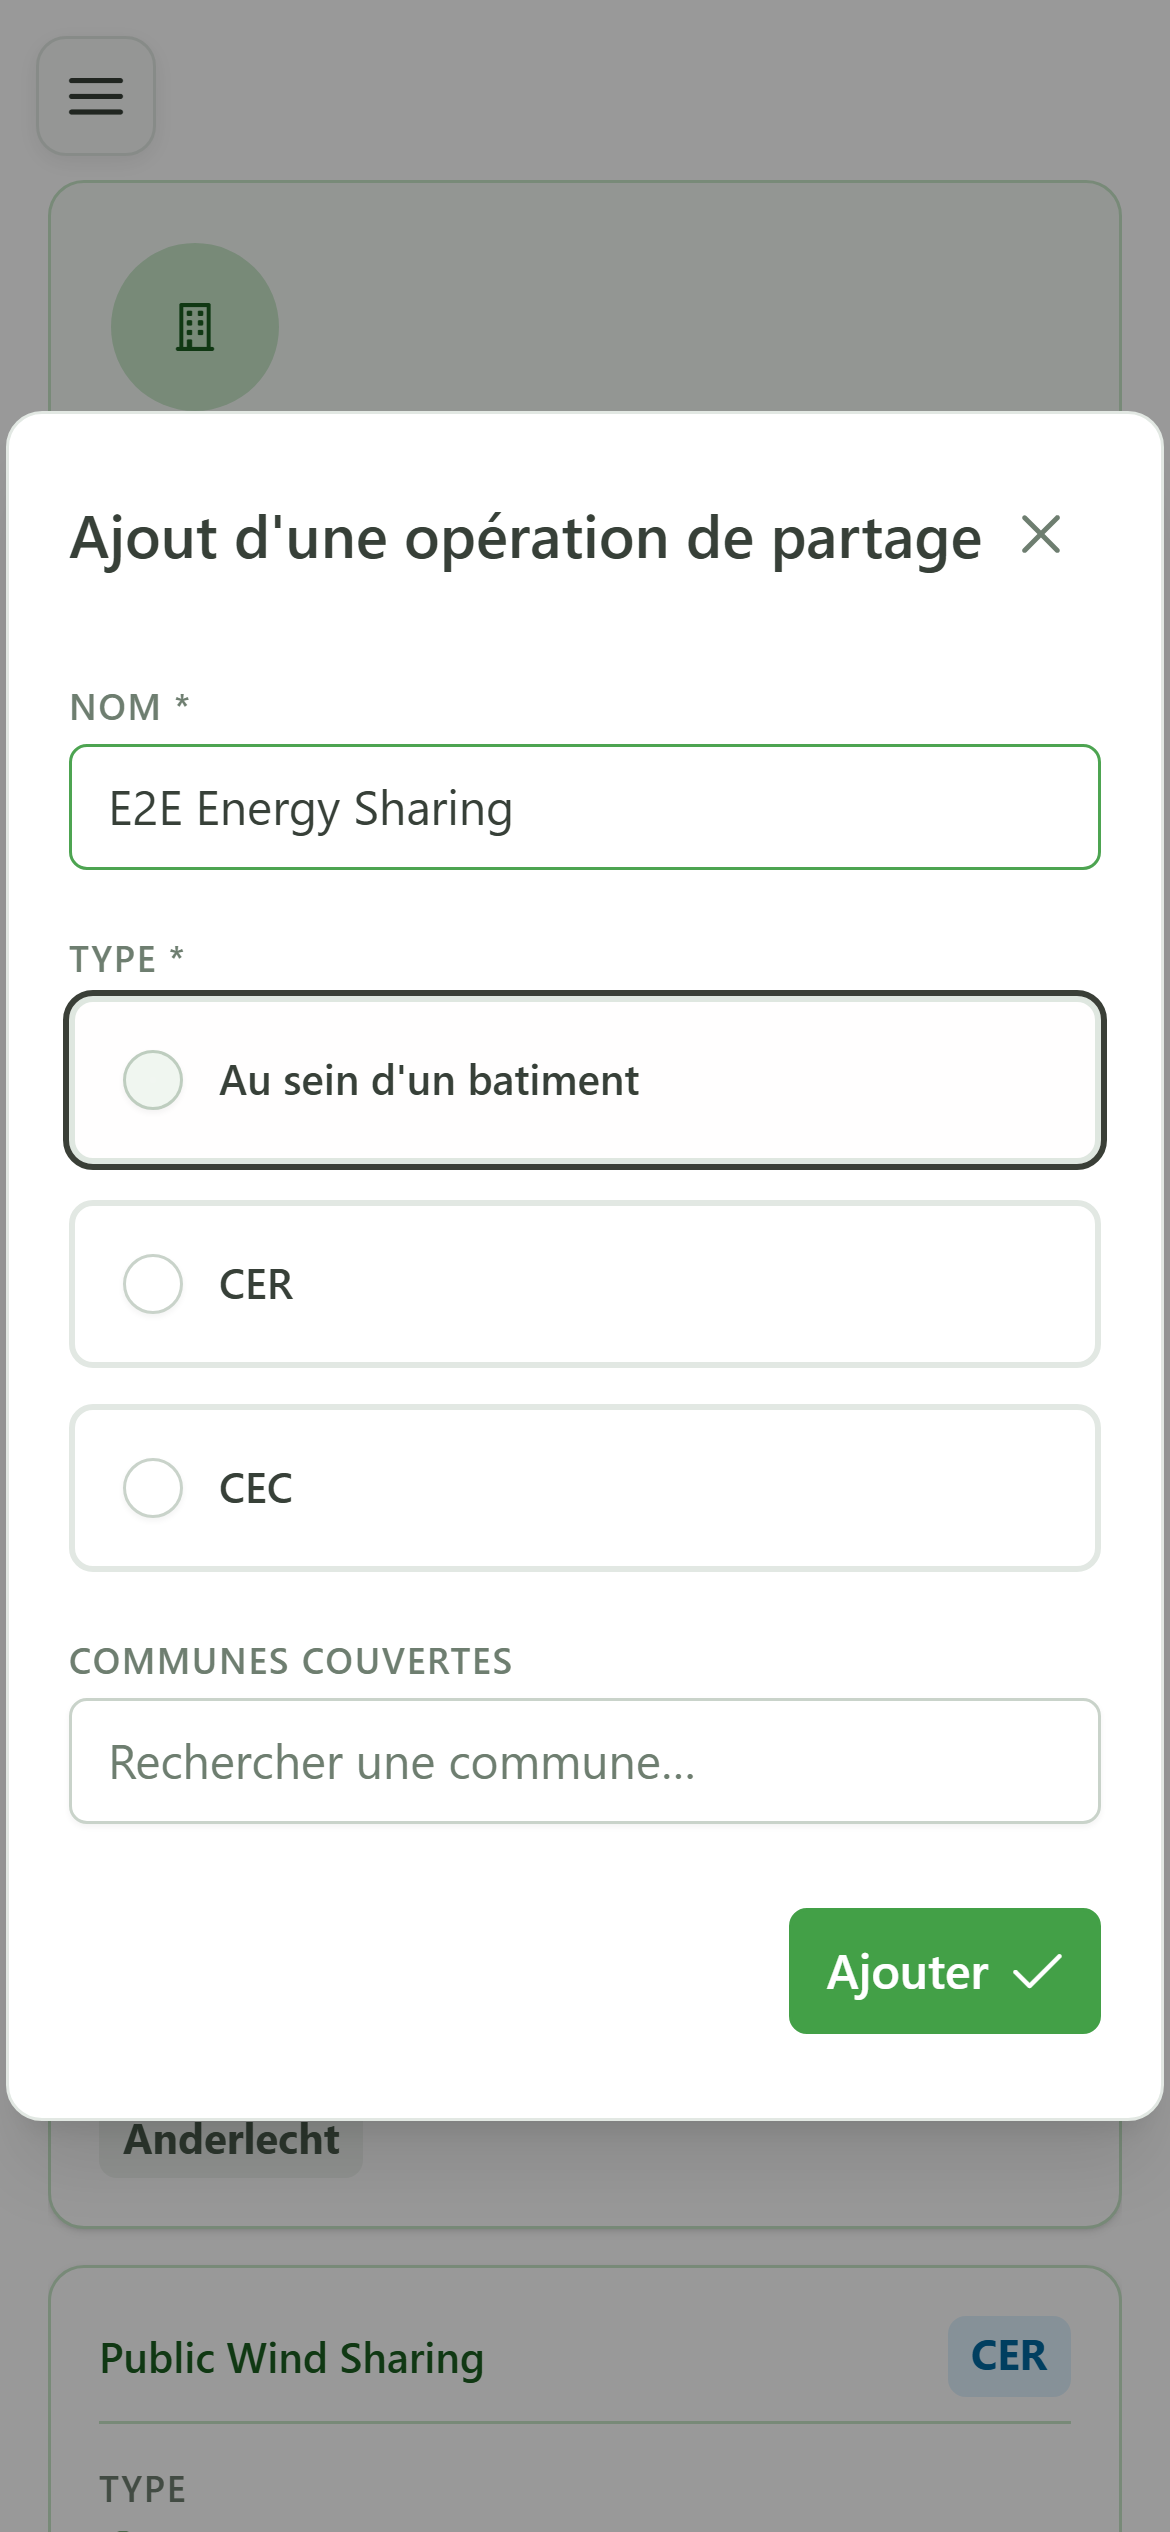 Ajout d'une opération de partage
NOM *
E2E Energy Sharing
TYPE *
Au sein d'un batiment
CER
CEC
COMMUNES COUVERTES
Rechercher une commune...
Ajouter
Anderlecht
Public Wind Sharing
CER
TYPE